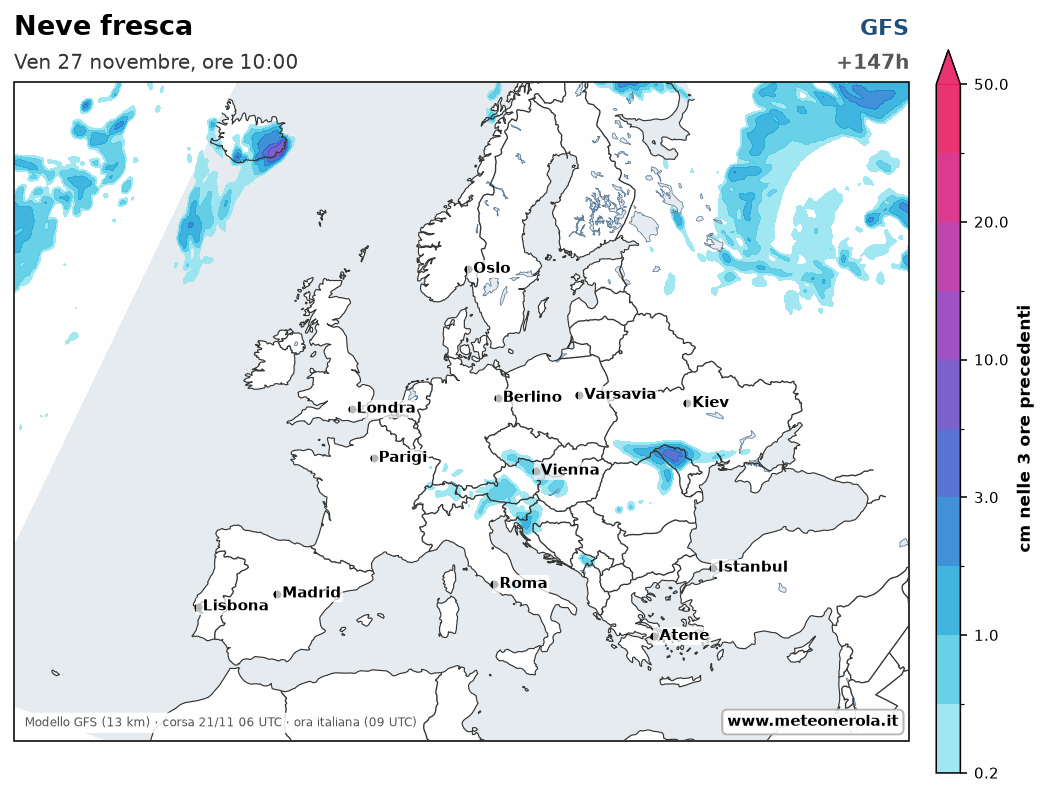 Neve fresca
GFS
Ven 27 novembre, ore 10:00
+147h
50.0
20.0
10.0
3.0
1.0
0.2
cm nelle 3 ore precedenti
Oslo
Berlino
Varsavia
Kiev
Londra
Parigi
Vienna
Istanbul
Roma
Madrid
Lisbona
Atene
Modello GFS (13 km) · corsa 21/11 06 UTC · ora italiana (09 UTC)
www.meteonerola.it